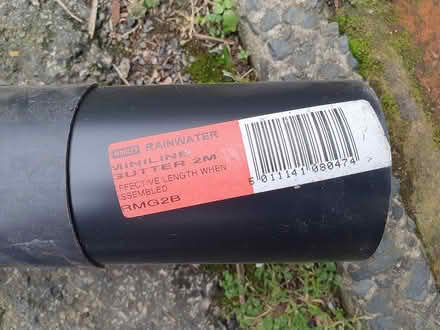 RAINWATER
MINILINE
GUTTER 2M
EFFECTIVE LENGTH WHEN
ASSEMBLED
RMG2B
5 011141 080474 >